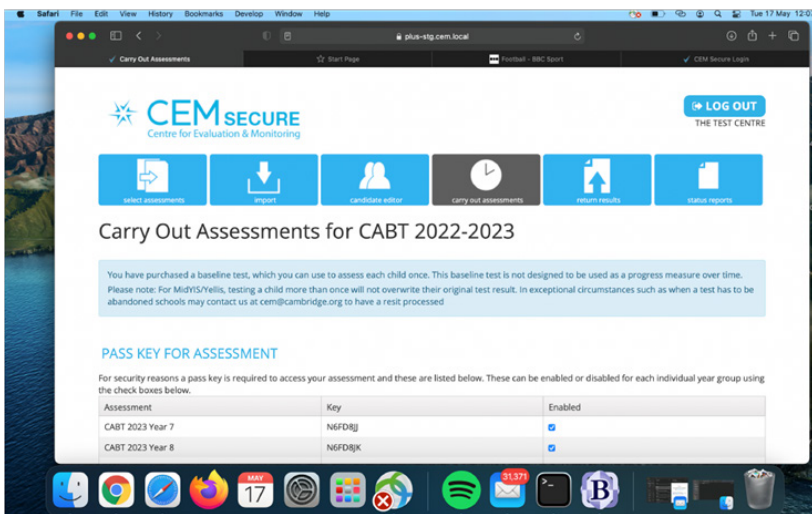 Safari File Edit View History Bookmarks Develop Window Help Tue 17 May 12:0
plus-stg.cem.local
Carry Out Assessments Start Page Football - BBC Sport CEM Secure Login
CEM SECURE
Centre for Evaluation & Monitoring
LOG OUT
THE TEST CENTRE
select assessments import candidate editor carry out assessments return results status reports
Carry Out Assessments for CABT 2022-2023
You have purchased a baseline test, which you can use to assess each child once. This baseline test is not designed to be used as a progress measure over time.
Please note: For MidYIS/Yellis, testing a child more than once will not overwrite their original test result. In exceptional circumstances such as when a test has to be
abandoned schools may contact us at cem@cambridge.org to have a resit processed
PASS KEY FOR ASSESSMENT
For security reasons a pass key is required to access your assessment and these are listed below. These can be enabled or disabled for each individual year group using
the check boxes below.
Assessment Key Enabled
CABT 2023 Year 7 N6FD8JJ
CABT 2023 Year 8 N6FD8JK
31,371
MAY
17
B